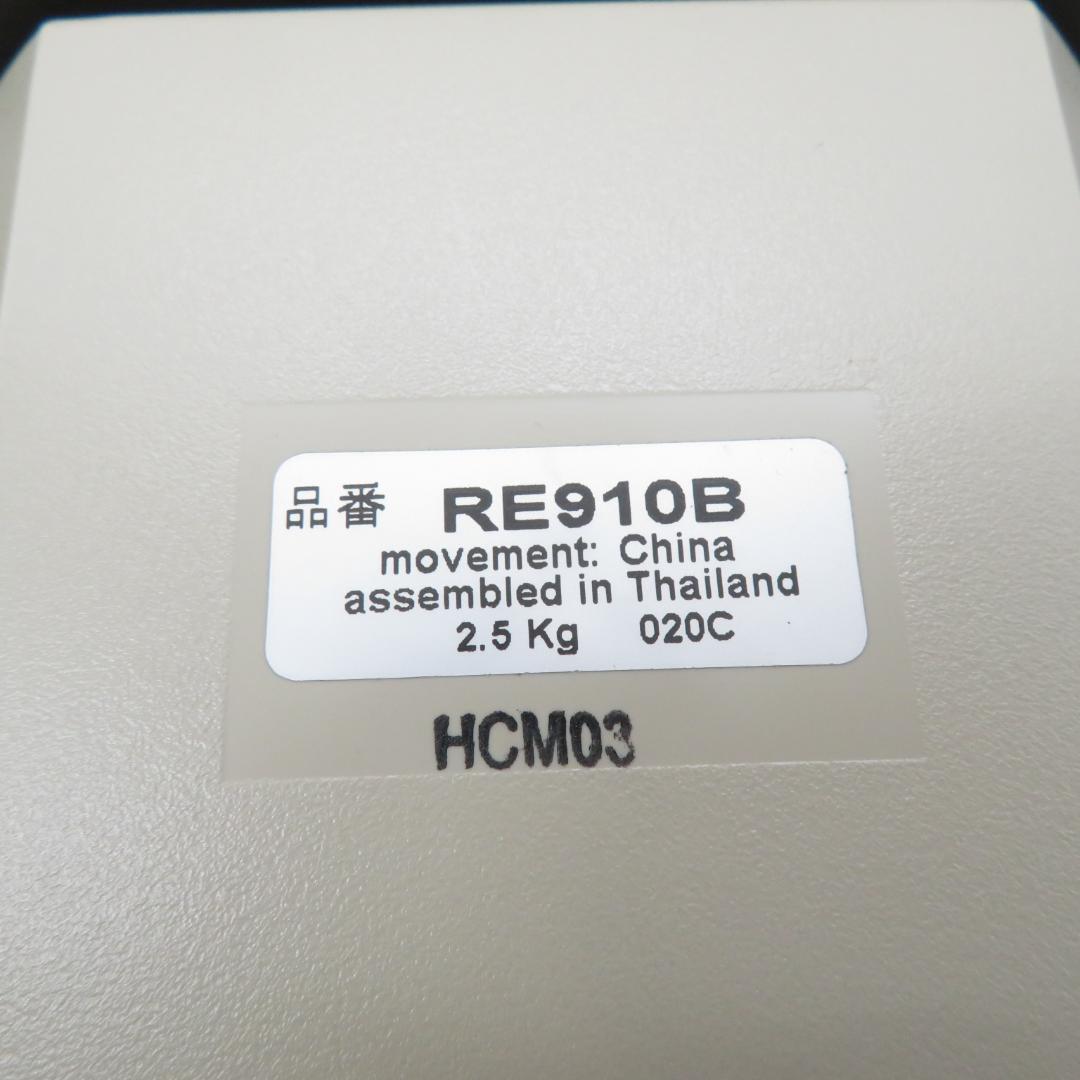 品番 RE910B
movement: China
assembled in Thailand
2.5 Kg 020C
HCM03